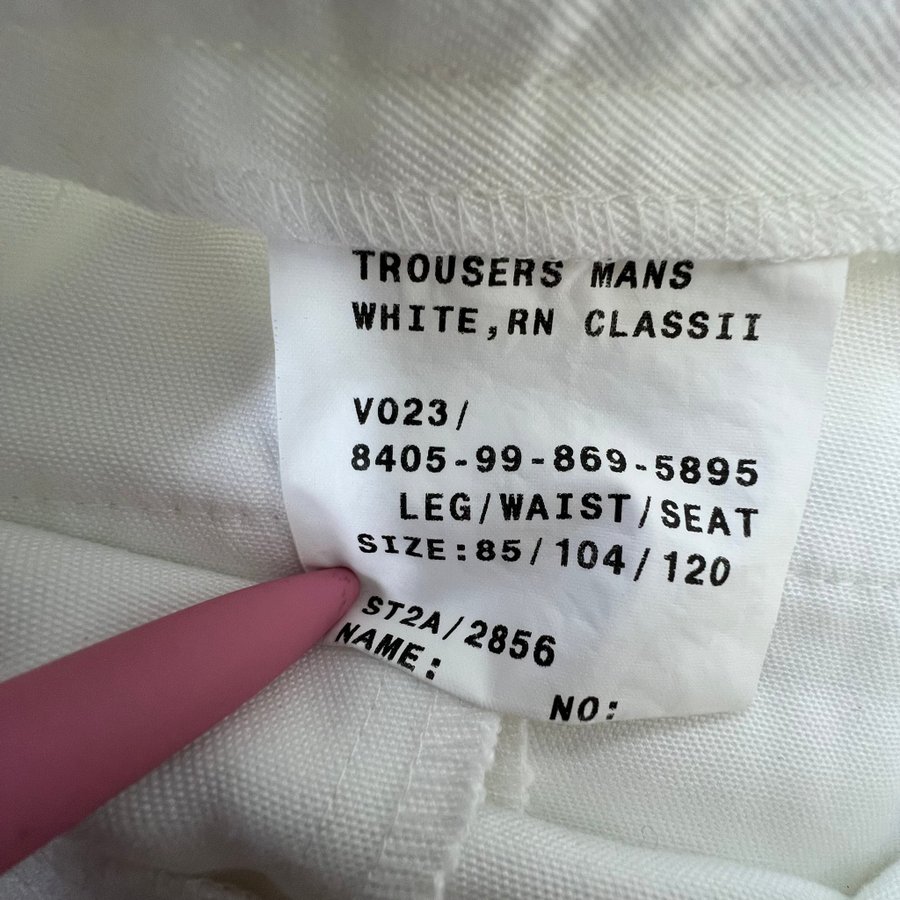 TROUSERS MANS
WHITE,RN CLASSII
V023/
8405-99-869-5895
LEG/WAIST/SEAT
SIZE:85/104/120
ST2A/2856
NAME:
NO: